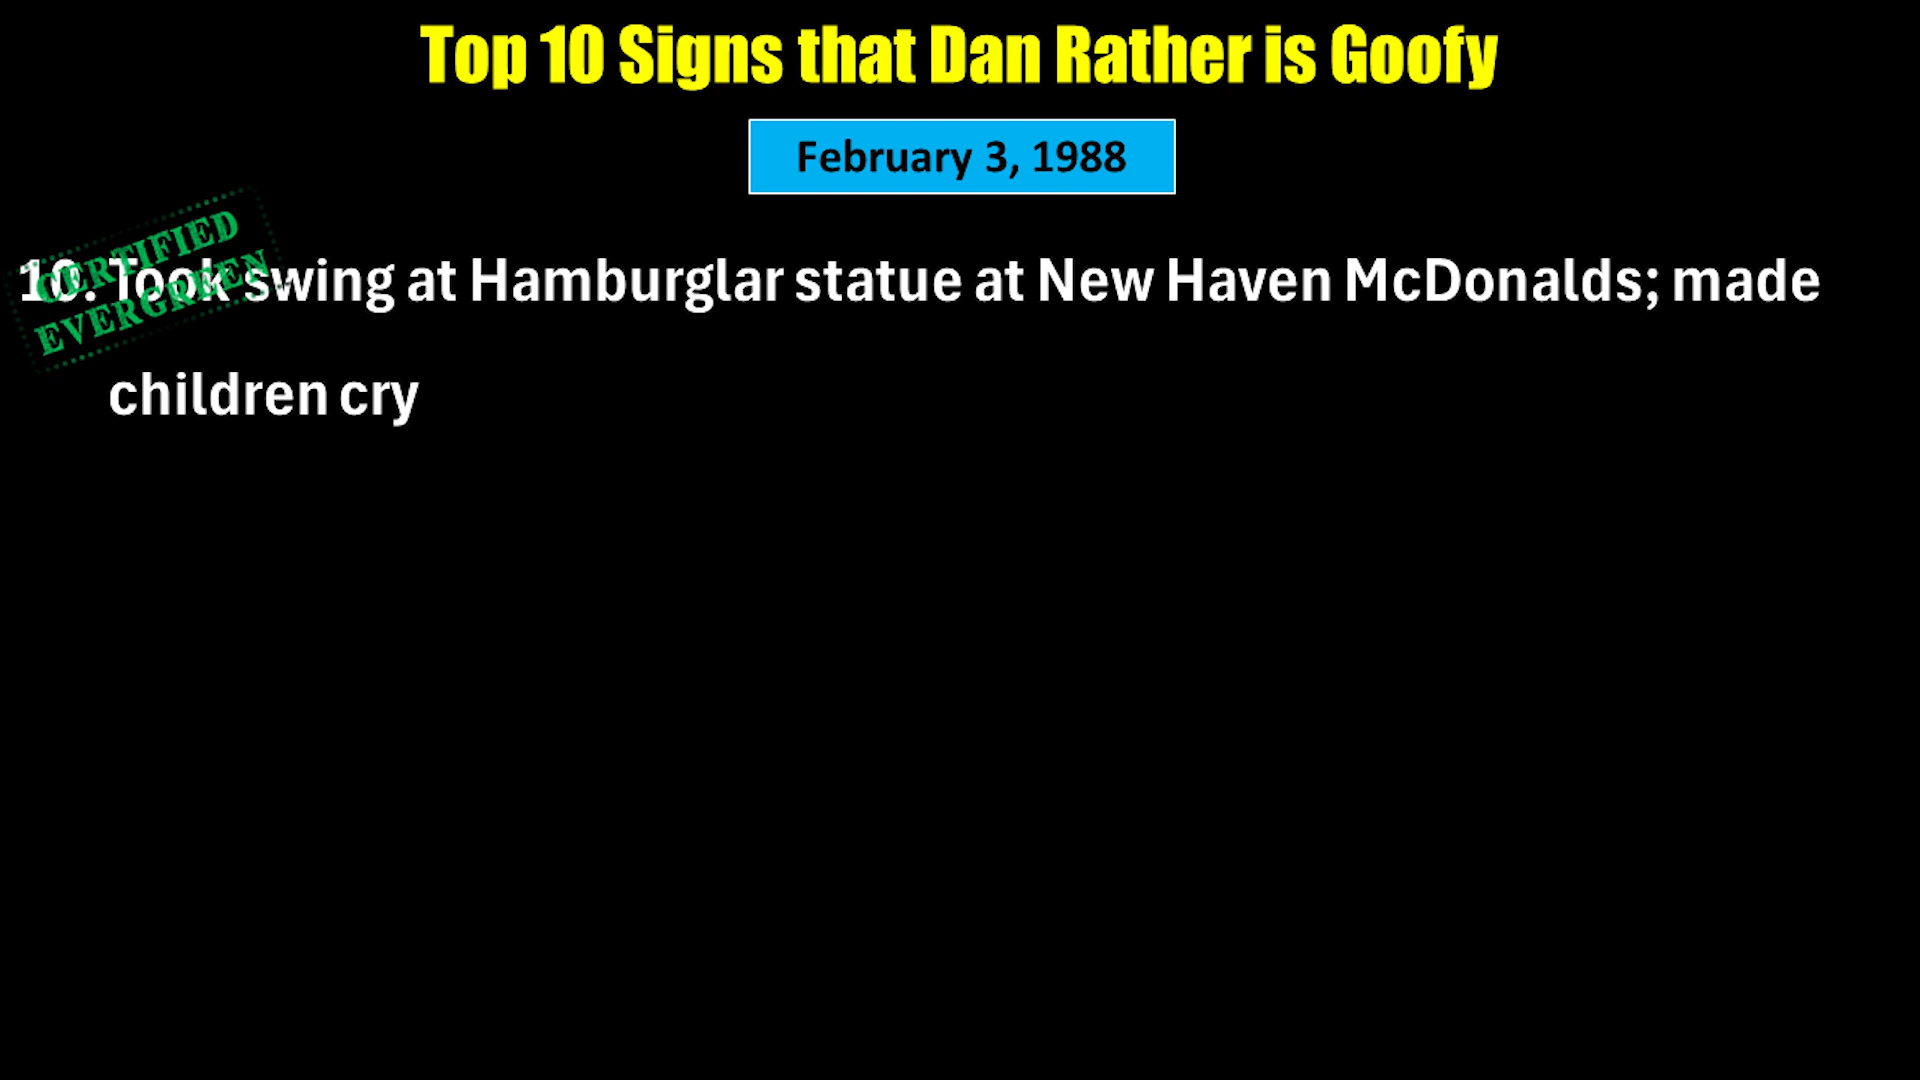 Top 10 Signs that Dan Rather is Goofy
February 3, 1988
CERTIFIED
EVERGREEN
10. Took swing at Hamburglar statue at New Haven McDonalds; made
children cry